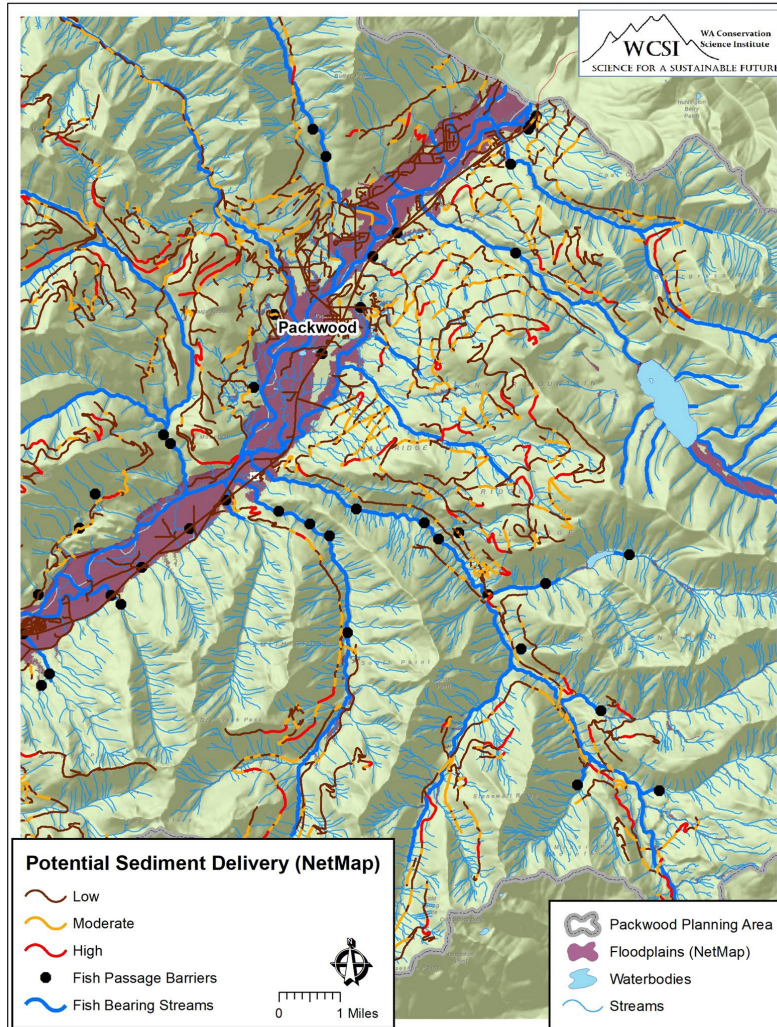 WCSI
WA Conservation
Science Institute
SCIENCE FOR A SUSTAINABLE FUTURE
Packwood
RIDGE
Potential Sediment Delivery (NetMap)
Low
Moderate
High
Fish Passage Barriers
Fish Bearing Streams
0 1 Miles
Packwood Planning Area
Floodplains (NetMap)
Waterbodies
Streams